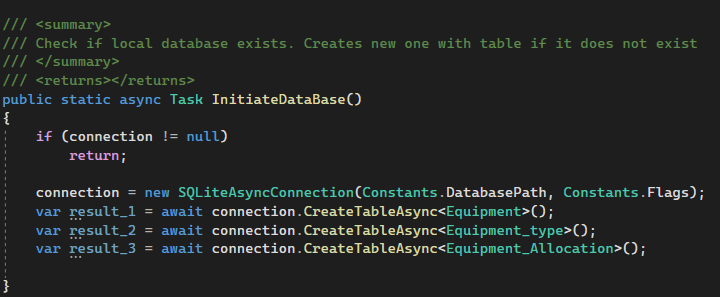 /// <summary>
/// Check if local database exists. Creates new one with table if it does not exist
/// </summary>
/// <returns></returns>
public static async Task InitiateDataBase()
{
    if (connection != null)
        return;

    connection = new SQLiteAsyncConnection(Constants.DatabasePath, Constants.Flags);
    var result_1 = await connection.CreateTableAsync<Equipment>();
    var result_2 = await connection.CreateTableAsync<Equipment_type>();
    var result_3 = await connection.CreateTableAsync<Equipment_Allocation>();

}